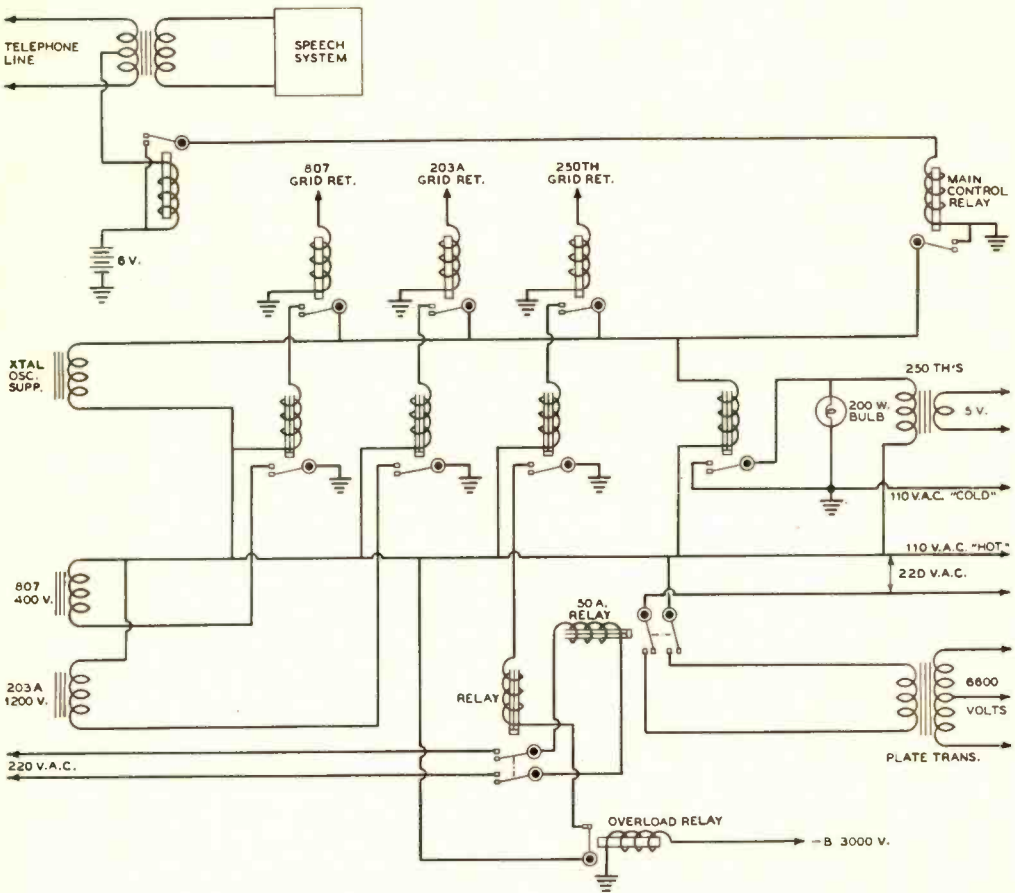 TELEPHONE
LINE
SPEECH
SYSTEM
807
GRID RET.
203A
GRID RET.
250TH
GRID RET.
MAIN
CONTROL
RELAY
6 V.
XTAL
OSC.
SUPP.
250 TH'S
200 W.
BULB
5 V.
110 V.A.C. "COLD"
110 V.A.C. "HOT"
220 V.A.C.
807
400 V.
50 A.
RELAY
203A
1200 V.
RELAY
6600
VOLTS
PLATE TRANS.
220 V.A.C.
OVERLOAD RELAY
-B 3000 V.